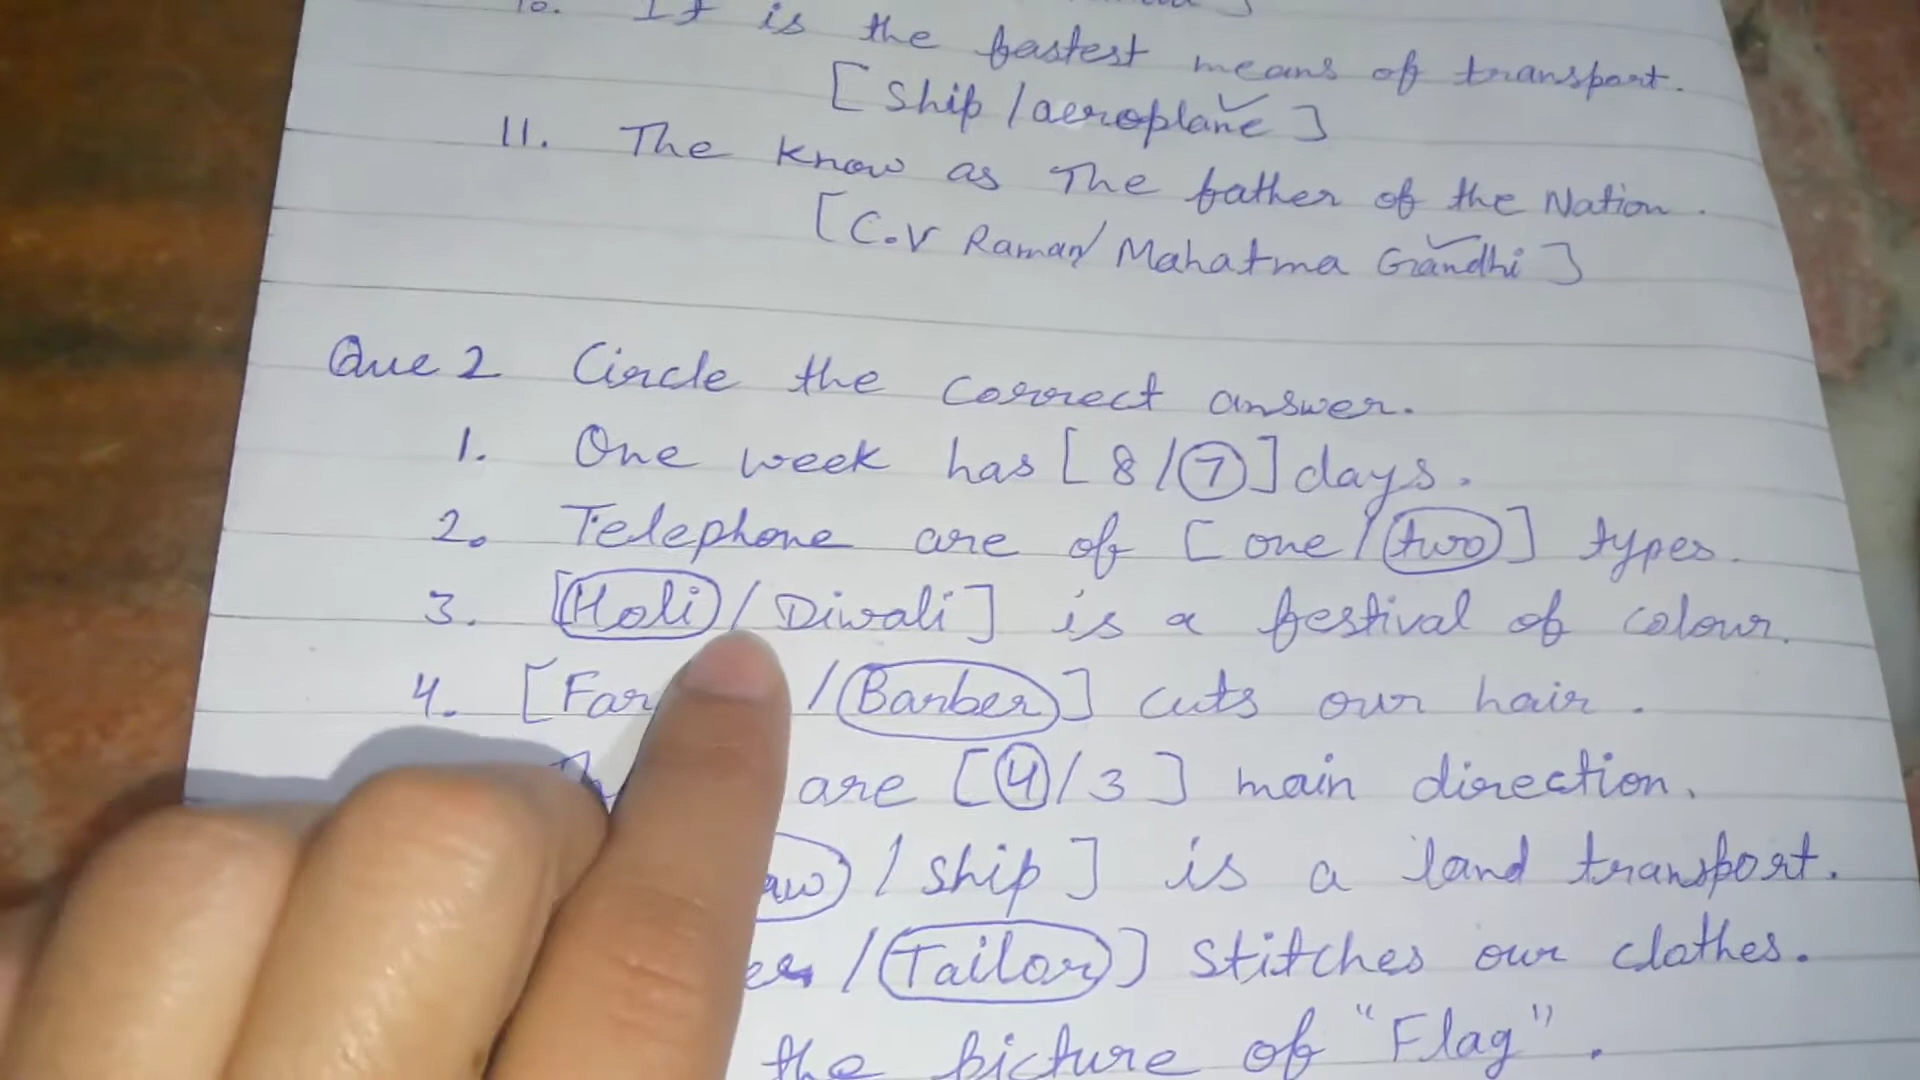 10. It is the fastest means of transport.
[Ship / aeroplane]
11. The Know as The father of the Nation.
[C.V Raman / Mahatma Gandhi]
Que 2 Circle the correct answer.
1. One week has [8/7] days.
2. Telephone are of [one/two] types.
3. [Holi/Diwali] is a festival of colour.
4. [ / Barber] cuts our hair.
are [4/3] main direction.
/ ship] is a land transport.
/ Tailor] stitches our clothes.
the picture of "Flag".